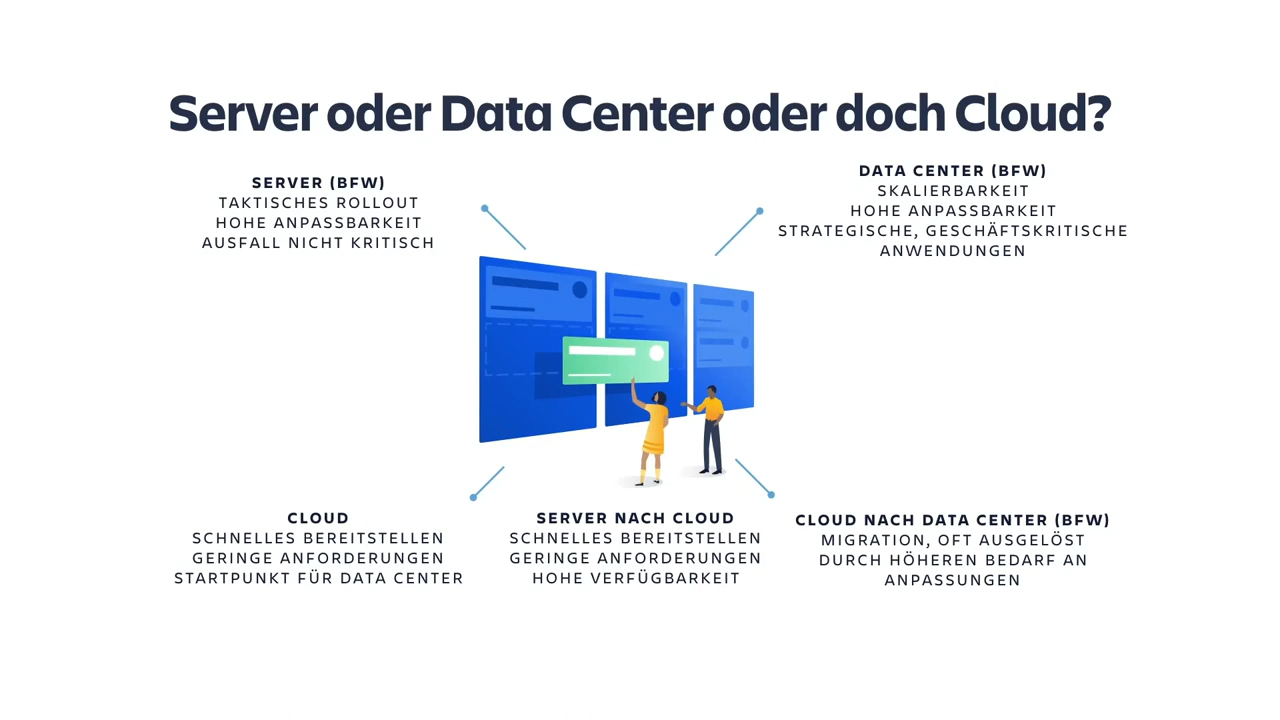 Server oder Data Center oder doch Cloud?
SERVER (BFW)
TAKTISCHES ROLLOUT
HOHE ANPASSBARKEIT
AUSFALL NICHT KRITISCH
DATA CENTER (BFW)
SKALIERBARKEIT
HOHE ANPASSBARKEIT
STRATEGISCHE, GESCHÄFTSKRITISCHE
ANWENDUNGEN
CLOUD
SCHNELLES BEREITSTELLEN
GERINGE ANFORDERUNGEN
STARTPUNKT FÜR DATA CENTER
SERVER NACH CLOUD
SCHNELLES BEREITSTELLEN
GERINGE ANFORDERUNGEN
HOHE VERFÜGBARKEIT
CLOUD NACH DATA CENTER (BFW)
MIGRATION, OFT AUSGELÖST
DURCH HÖHEREN BEDARF AN
ANPASSUNGEN